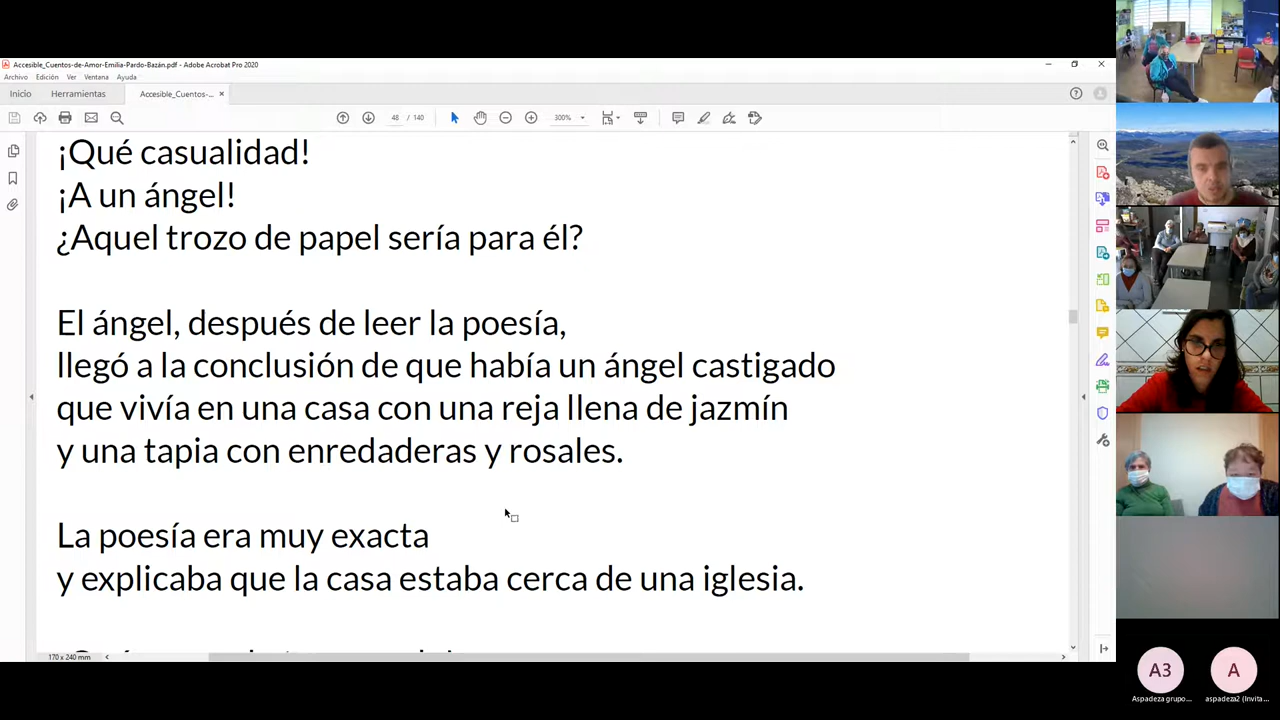 Accesible_Cuentos-de-Amor-Emilia-Pardo-Bazán.pdf - Adobe Acrobat Pro 2020
Archivo Edición Ver Ventana Ayuda
Inicio Herramientas Accesible_Cuentos-...
48 / 140 300%
¡Qué casualidad!
¡A un ángel!
¿Aquel trozo de papel sería para él?
El ángel, después de leer la poesía,
llegó a la conclusión de que había un ángel castigado
que vivía en una casa con una reja llena de jazmín
y una tapia con enredaderas y rosales.
La poesía era muy exacta
y explicaba que la casa estaba cerca de una iglesia.
170 x 240 mm
A3 A
Aspadeza grupo... aspadeza2 (Invita...